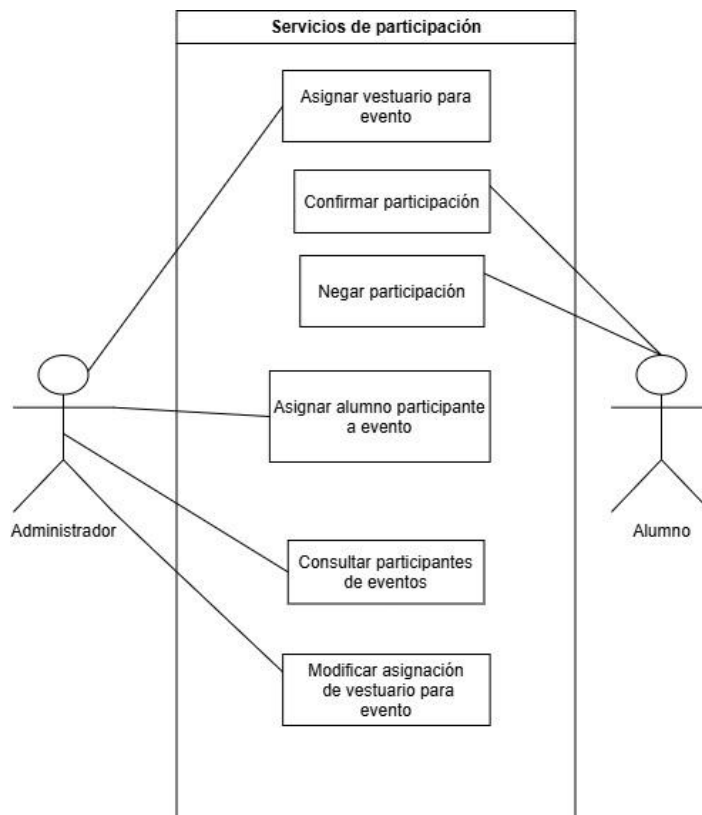 Servicios de participación
Asignar vestuario para
evento
Confirmar participación
Negar participación
Asignar alumno participante
a evento
Administrador
Alumno
Consultar participantes
de eventos
Modificar asignación
de vestuario para
evento